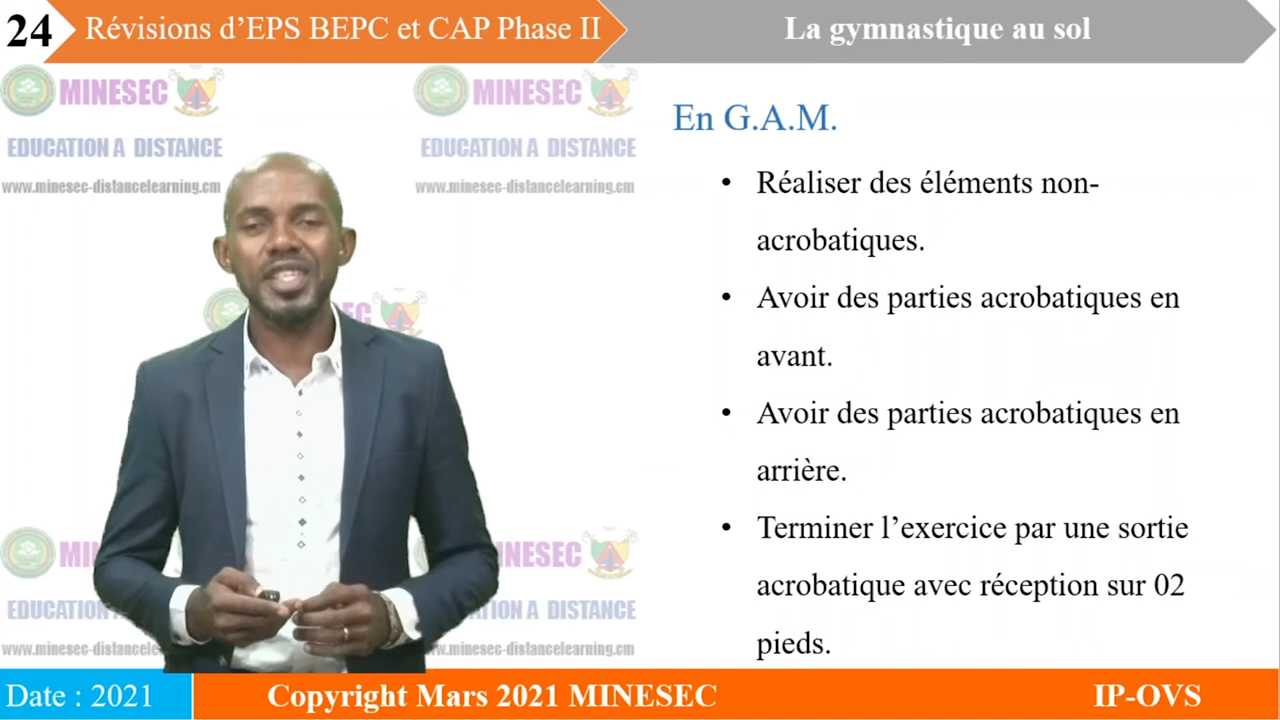 24
Révisions d’EPS BEPC et CAP Phase II
La gymnastique au sol
MINESEC
MINESEC
EDUCATION A DISTANCE
EDUCATION A DISTANCE
www.minesec-distancelearning.cm
www.minesec-distancelearning.cm
En G.A.M.
• Réaliser des éléments non-
acrobatiques.
• Avoir des parties acrobatiques en
avant.
• Avoir des parties acrobatiques en
arrière.
• Terminer l’exercice par une sortie
acrobatique avec réception sur 02
pieds.
Date : 2021
Copyright Mars 2021 MINESEC
IP-OVS